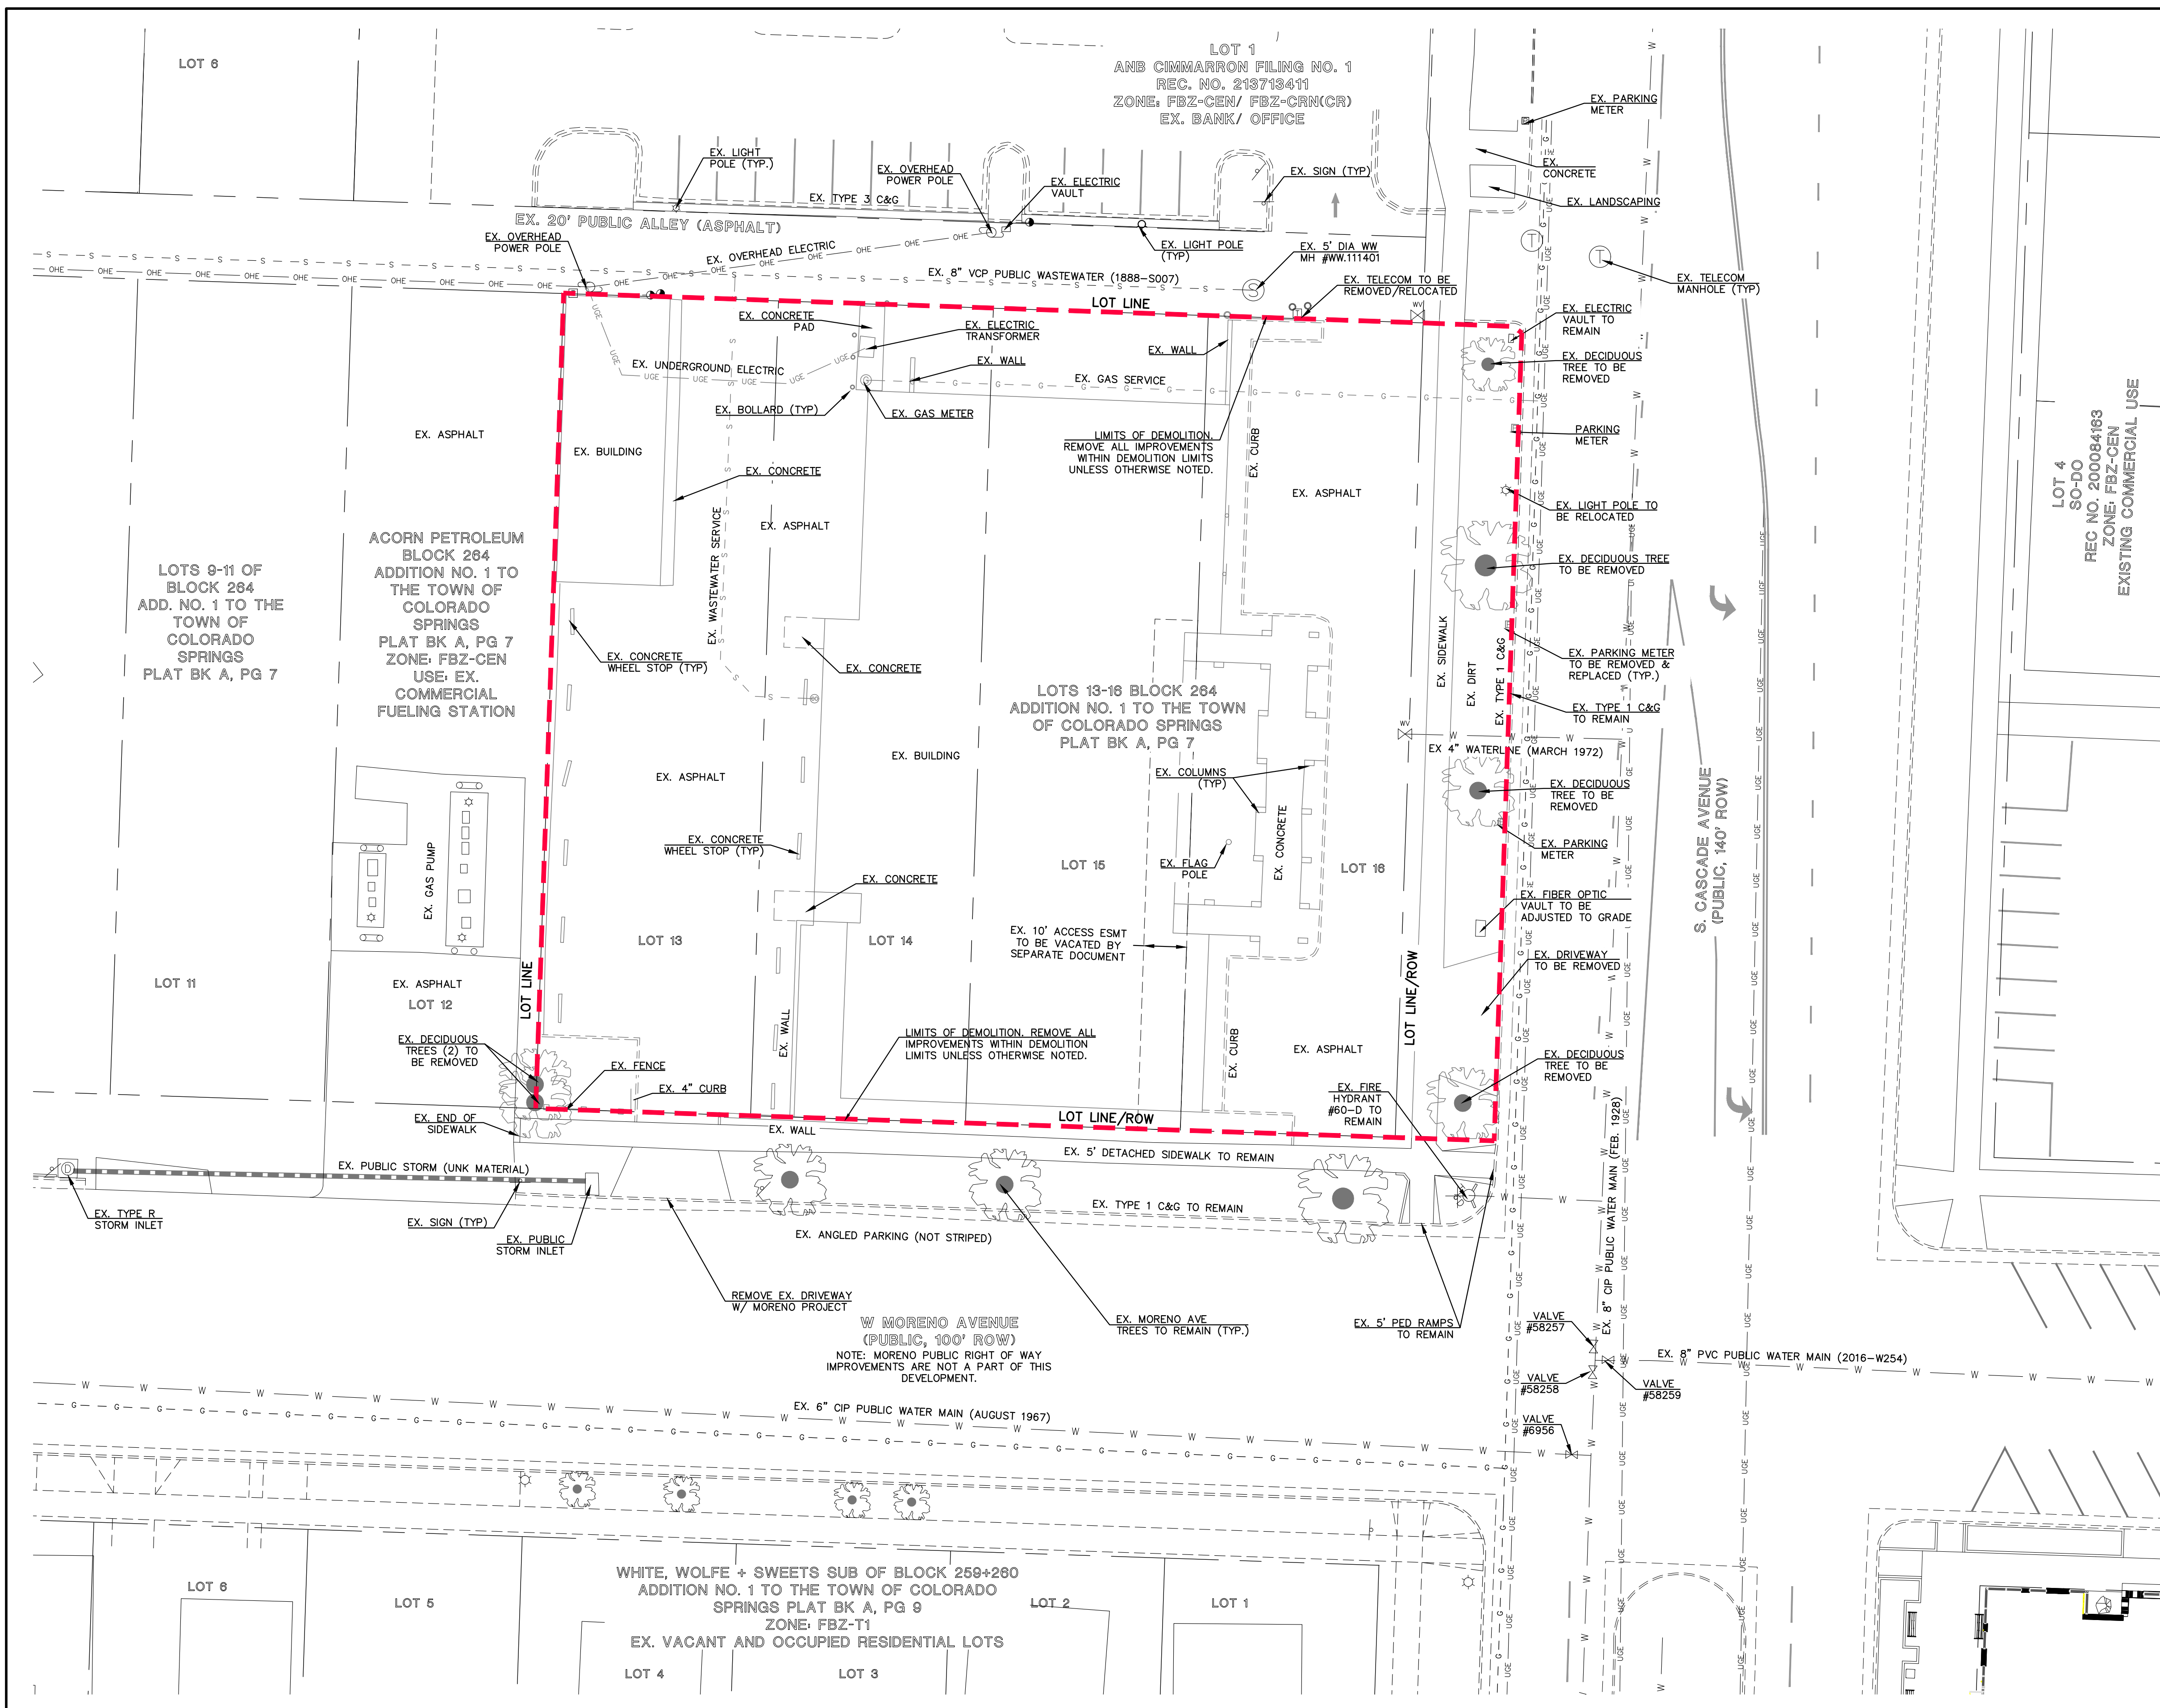 LOT 6
LOT 1
ANB CIMMARRON FILING NO. 1
REC. NO. 213713411
ZONE: FBZ-CEN/ FBZ-CRN(CR)
EX. BANK/ OFFICE
EX. PARKING
METER
EX. LIGHT
POLE (TYP.)
EX. OVERHEAD
POWER POLE
EX. ELECTRIC
VAULT
EX. SIGN (TYP)
EX.
CONCRETE
EX. LANDSCAPING
EX. TYPE 3 C&G
EX. 20' PUBLIC ALLEY (ASPHALT)
EX. OVERHEAD
POWER POLE
EX. OVERHEAD ELECTRIC
EX. LIGHT POLE
(TYP)
EX. 5' DIA WW
MH #WW.111401
EX. 8" VCP PUBLIC WASTEWATER (1888-S007)
EX. TELECOM TO BE
REMOVED/RELOCATED
EX. TELECOM
MANHOLE (TYP)
LOT LINE
EX. CONCRETE
PAD
EX. ELECTRIC
TRANSFORMER
EX. WALL
EX. WALL
EX. ELECTRIC
VAULT TO
REMAIN
EX. DECIDUOUS
TREE TO BE
REMOVED
EX. UNDERGROUND ELECTRIC
EX. GAS SERVICE
EX. BOLLARD (TYP)
EX. GAS METER
EX. ASPHALT
EX. BUILDING
LIMITS OF DEMOLITION.
REMOVE ALL IMPROVEMENTS
WITHIN DEMOLITION LIMITS
UNLESS OTHERWISE NOTED.
EX. CURB
PARKING
METER
EX. CONCRETE
EX. ASPHALT
EX. ASPHALT
EX. LIGHT POLE TO
BE RELOCATED
EX. WASTEWATER SERVICE
ACORN PETROLEUM
BLOCK 264
ADDITION NO. 1 TO
THE TOWN OF
COLORADO
SPRINGS
PLAT BK A, PG 7
ZONE: FBZ-CEN
USE: EX.
COMMERCIAL
FUELING STATION
LOTS 9-11 OF
BLOCK 264
ADD. NO. 1 TO THE
TOWN OF
COLORADO
SPRINGS
PLAT BK A, PG 7
LOT 4
SO-DO
REC NO. 200084163
ZONE: FBZ-CEN
EXISTING COMMERCIAL USE
EX. DECIDUOUS TREE
TO BE REMOVED
EX. CONCRETE
WHEEL STOP (TYP)
EX. CONCRETE
EX. SIDEWALK
EX. DIRT
EX. TYPE 1 C&G
EX. PARKING METER
TO BE REMOVED &
REPLACED (TYP.)
LOTS 13-16 BLOCK 264
ADDITION NO. 1 TO THE TOWN
OF COLORADO SPRINGS
PLAT BK A, PG 7
EX. TYPE 1 C&G
TO REMAIN
EX 4" WATERLINE (MARCH 1972)
EX. BUILDING
EX. ASPHALT
EX. COLUMNS
(TYP)
EX. DECIDUOUS
TREE TO BE
REMOVED
S. CASCADE AVENUE
(PUBLIC, 140' ROW)
EX. GAS PUMP
EX. CONCRETE
WHEEL STOP (TYP)
EX. CONCRETE
LOT 15
EX. FLAG
POLE
EX. CONCRETE
LOT 16
EX. PARKING
METER
EX. FIBER OPTIC
VAULT TO BE
ADJUSTED TO GRADE
LOT 13
LOT 14
EX. 10' ACCESS ESMT
TO BE VACATED BY
SEPARATE DOCUMENT
EX. DRIVEWAY
TO BE REMOVED
LOT 11
EX. ASPHALT
LOT 12
LOT LINE
LOT LINE/ROW
EX. WALL
EX. CURB
EX. DECIDUOUS
TREES (2) TO
BE REMOVED
LIMITS OF DEMOLITION. REMOVE ALL
IMPROVEMENTS WITHIN DEMOLITION
LIMITS UNLESS OTHERWISE NOTED.
EX. ASPHALT
EX. DECIDUOUS
TREE TO BE
REMOVED
EX. FENCE
EX. 4" CURB
EX. FIRE
HYDRANT
#60-D TO
REMAIN
EX. END OF
SIDEWALK
EX. WALL
LOT LINE/ROW
EX. 5' DETACHED SIDEWALK TO REMAIN
EX. PUBLIC STORM (UNK MATERIAL)
EX. TYPE R
STORM INLET
EX. SIGN (TYP)
EX. PUBLIC
STORM INLET
EX. TYPE 1 C&G TO REMAIN
EX. ANGLED PARKING (NOT STRIPED)
EX. 8" CIP PUBLIC WATER MAIN (FEB. 1928)
REMOVE EX. DRIVEWAY
W/ MORENO PROJECT
EX. MORENO AVE
TREES TO REMAIN (TYP.)
EX. 5' PED RAMPS
TO REMAIN
VALVE
#58257
W MORENO AVENUE
(PUBLIC, 100' ROW)
NOTE: MORENO PUBLIC RIGHT OF WAY
IMPROVEMENTS ARE NOT A PART OF THIS
DEVELOPMENT.
EX. 8" PVC PUBLIC WATER MAIN (2016-W254)
VALVE
#58258
VALVE
#58259
EX. 6" CIP PUBLIC WATER MAIN (AUGUST 1967)
VALVE
#6956
WHITE, WOLFE + SWEETS SUB OF BLOCK 259+260
ADDITION NO. 1 TO THE TOWN OF COLORADO
SPRINGS PLAT BK A, PG 9
ZONE: FBZ-T1
EX. VACANT AND OCCUPIED RESIDENTIAL LOTS
LOT 6
LOT 5
LOT 4
LOT 3
LOT 2
LOT 1